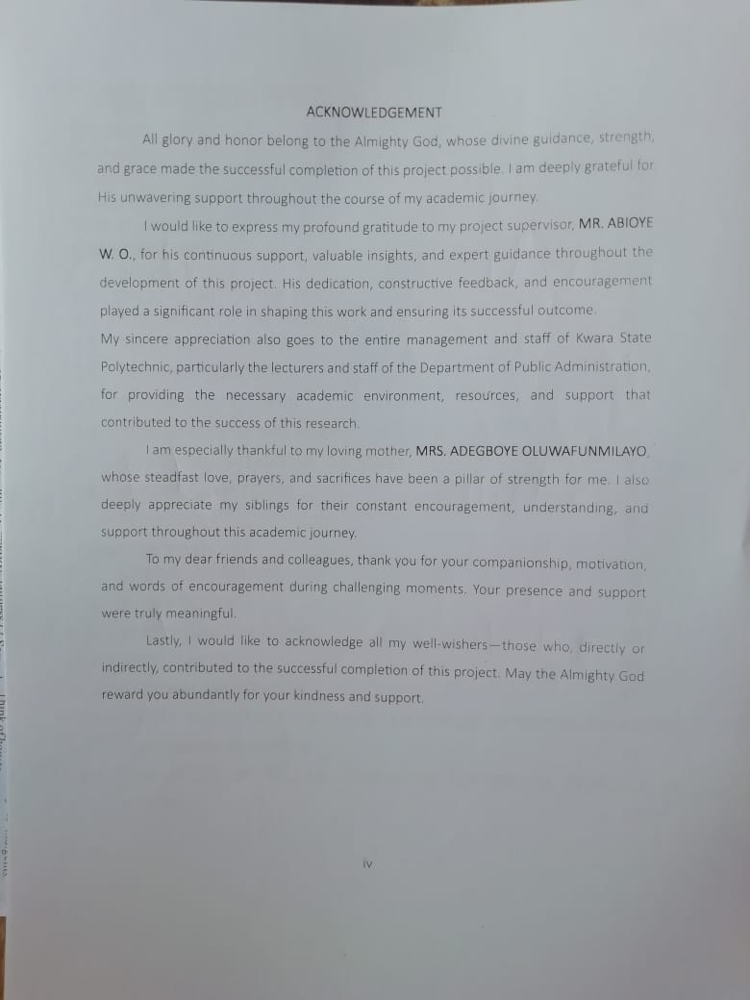 ACKNOWLEDGEMENT
All glory and honor belong to the Almighty God, whose divine guidance, strength,
and grace made the successful completion of this project possible. I am deeply grateful for
His unwavering support throughout the course of my academic journey.
I would like to express my profound gratitude to my project supervisor, MR. ABIOYE
W. O., for his continuous support, valuable insights, and expert guidance throughout the
development of this project. His dedication, constructive feedback, and encouragement
played a significant role in shaping this work and ensuring its successful outcome.
My sincere appreciation also goes to the entire management and staff of Kwara State
Polytechnic, particularly the lecturers and staff of the Department of Public Administration,
for providing the necessary academic environment, resources, and support that
contributed to the success of this research.
I am especially thankful to my loving mother, MRS. ADEGBOYE OLUWAFUNMILAYO,
whose steadfast love, prayers, and sacrifices have been a pillar of strength for me. I also
deeply appreciate my siblings for their constant encouragement, understanding, and
support throughout this academic journey.
To my dear friends and colleagues, thank you for your companionship, motivation,
and words of encouragement during challenging moments. Your presence and support
were truly meaningful.
Lastly, I would like to acknowledge all my well-wishers—those who, directly or
indirectly, contributed to the successful completion of this project. May the Almighty God
reward you abundantly for your kindness and support.
iv